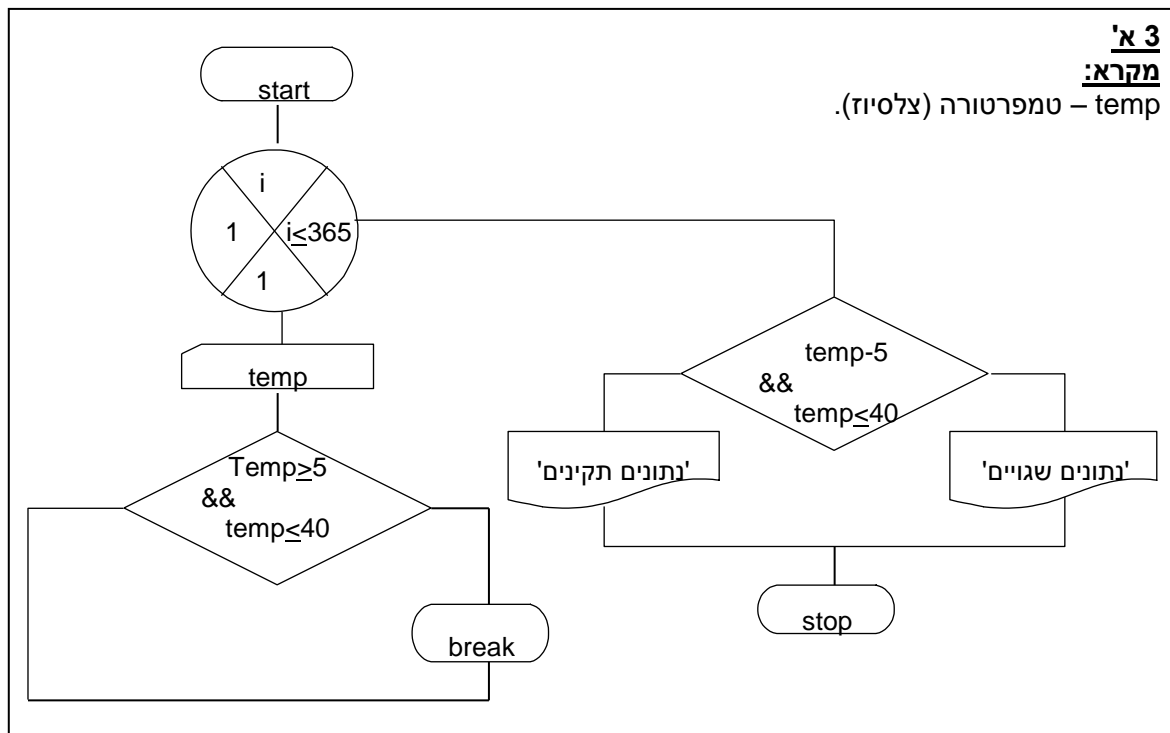 3 א'
מקרא:
temp – טמפרטורה (צלסיוז).
start
i
1
i≤365
1
temp
Temp≥5
&&
temp≤40
break
temp-5
&&
temp≤40
'נתונים תקינים'
'נתונים שגויים'
stop